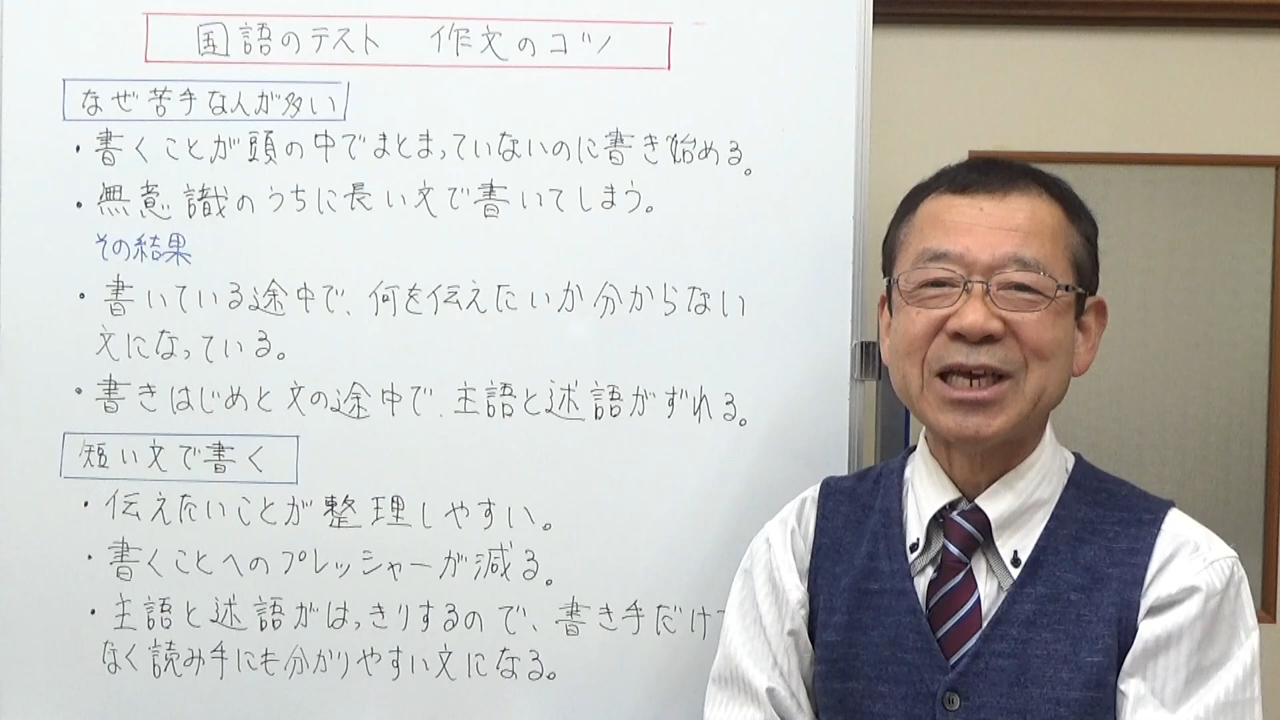 国語のテスト 作文のコツ
なぜ苦手な人が多い
・書くことが頭の中でまとまっていないのに書き始める。
・無意識のうちに長い文で書いてしまう。
その結果
・書いている途中で、何を伝えたいか分からない
文になっている。
・書きはじめと文の途中で、主語と述語がずれる。
短い文で書く
・伝えたいことが整理しやすい。
・書くことへのプレッシャーが減る。
・主語と述語がはっきりするので、書き手だけ
なく読み手にも分かりやすい文になる。